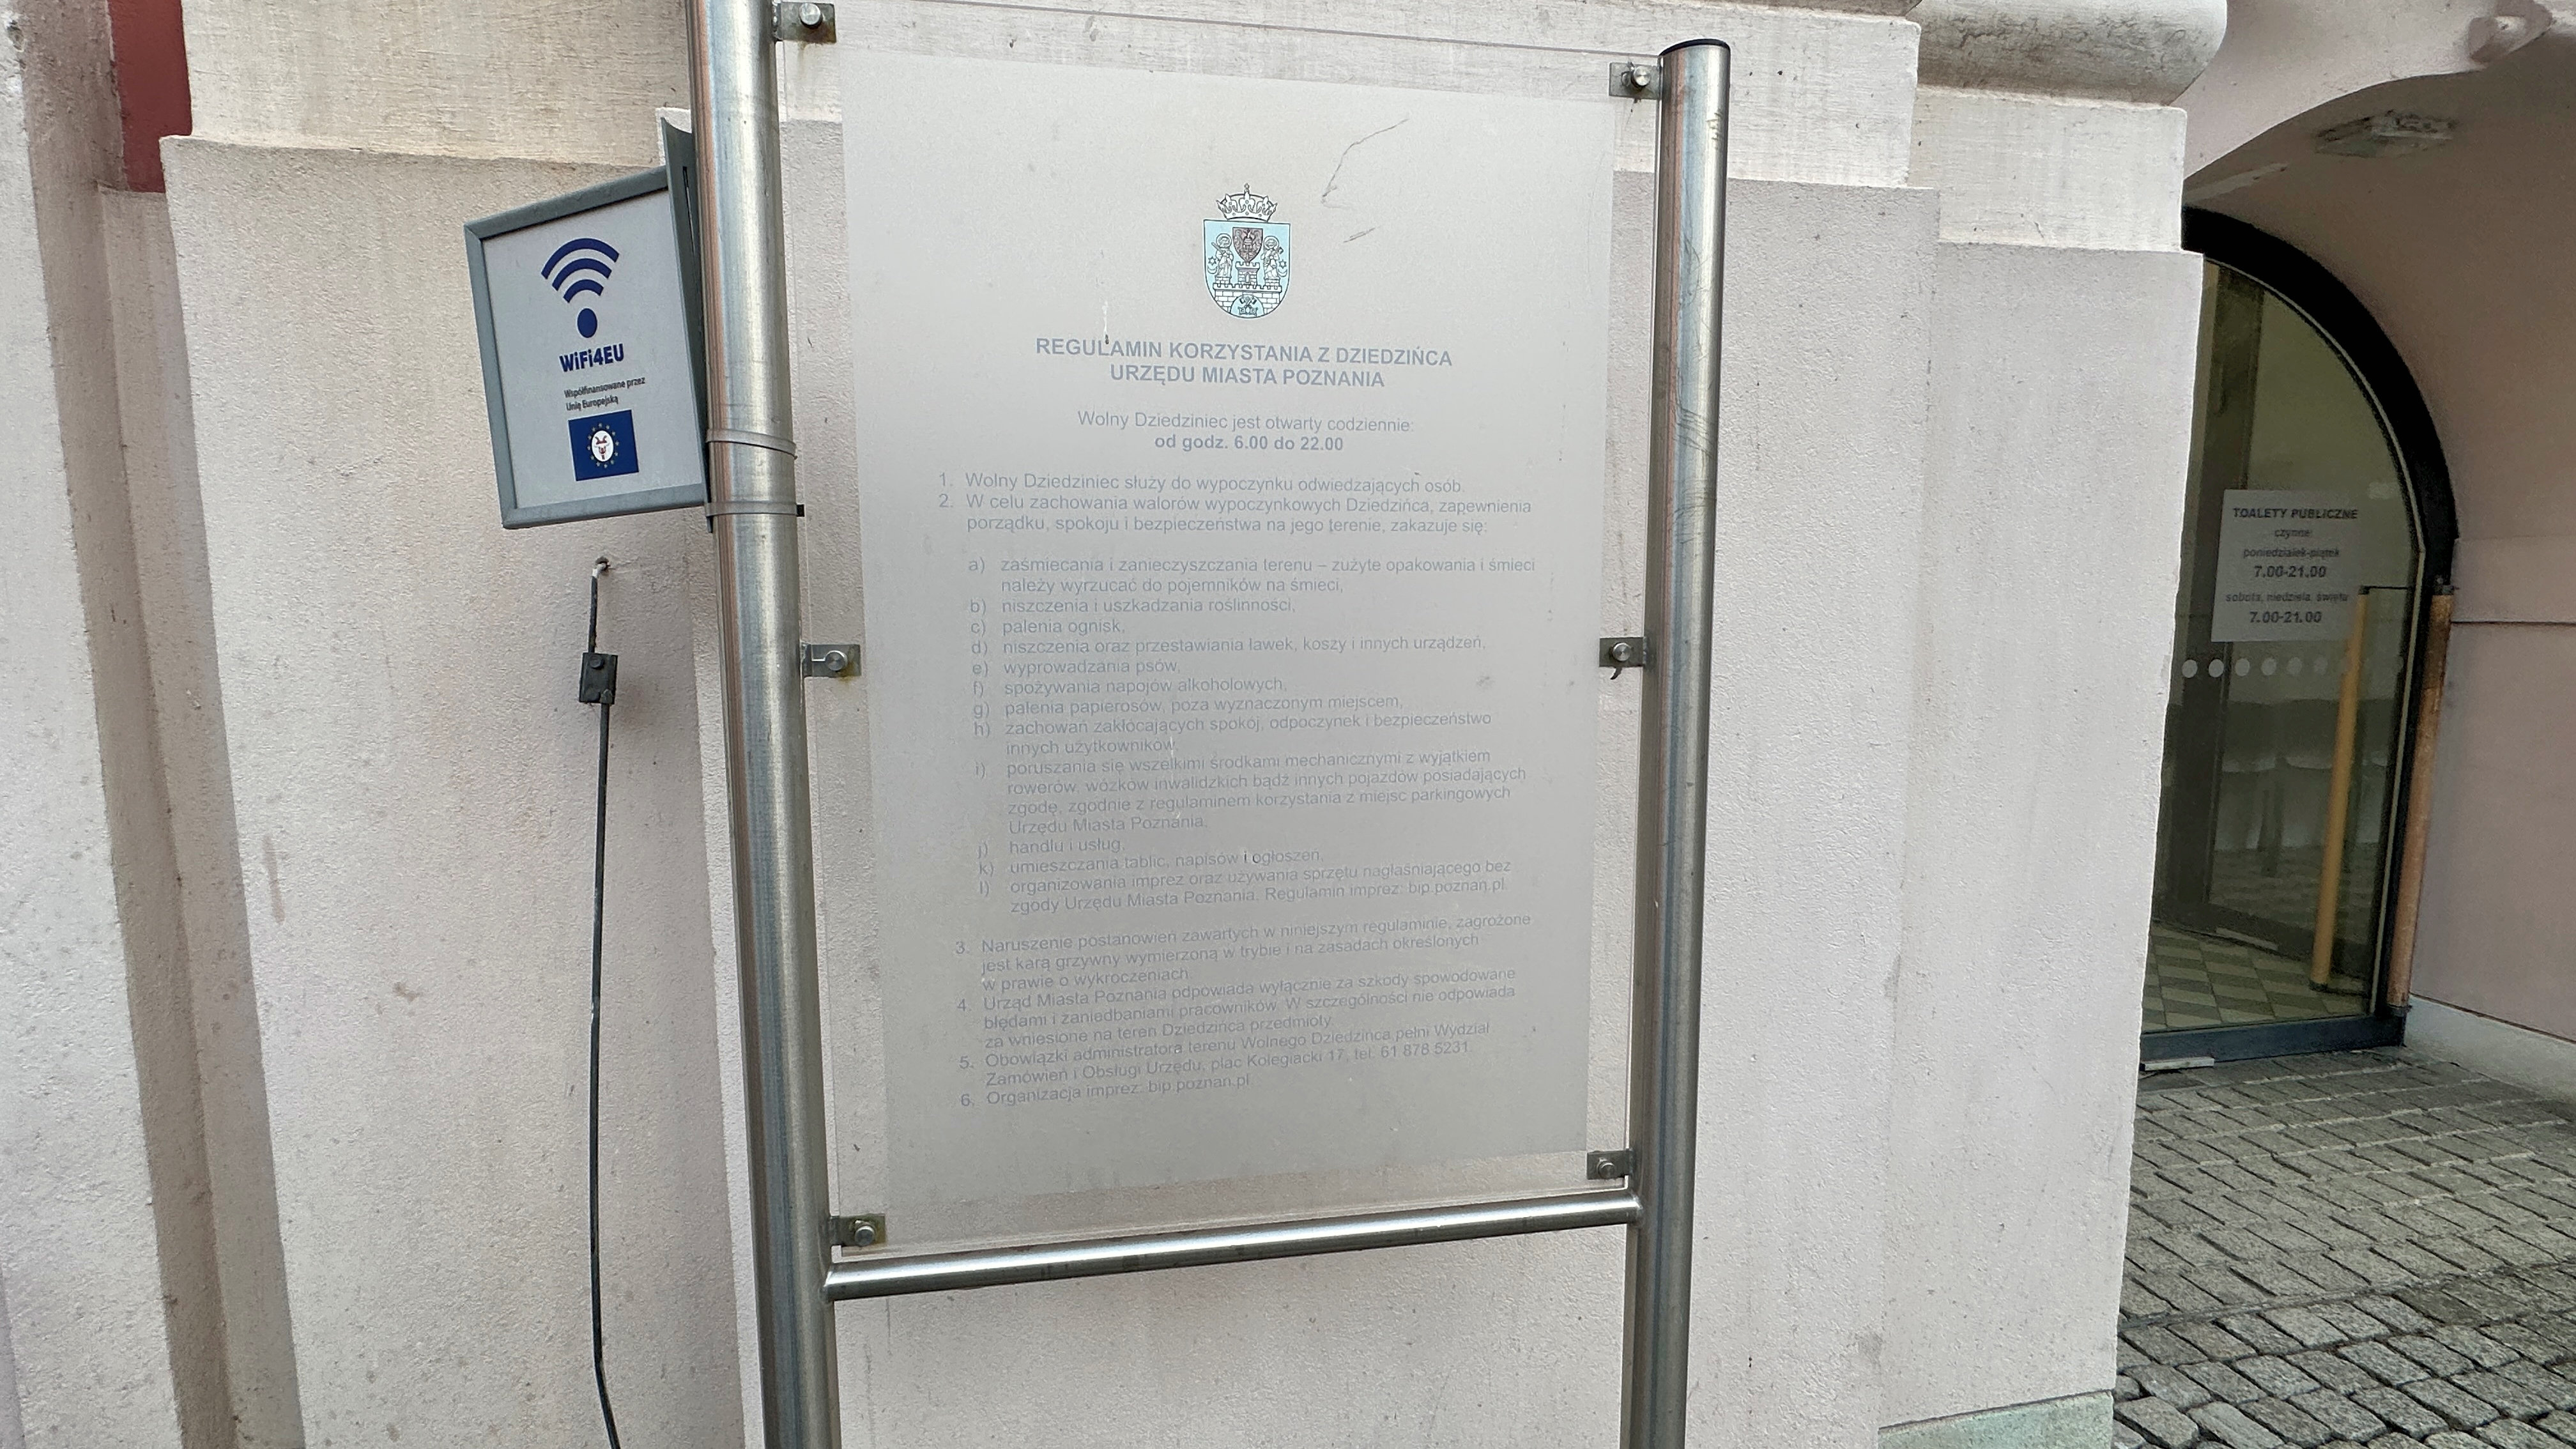 WiFi4EU
Współfinansowane przez
Unię Europejską
REGULAMIN KORZYSTANIA Z DZIEDZIŃCA
URZĘDU MIASTA POZNANIA
Wolny Dziedziniec jest otwarty codziennie:
od godz. 6.00 do 22.00
1. Wolny Dziedziniec służy do wypoczynku odwiedzających osób.
2. W celu zachowania walorów wypoczynkowych Dziedzińca, zapewnienia
porządku, spokoju i bezpieczeństwa na jego terenie, zakazuje się:
a) zaśmiecania i zanieczyszczania terenu – zużyte opakowania i śmieci
należy wyrzucać do pojemników na śmieci,
b) niszczenia i uszkadzania roślinności,
c) palenia ognisk,
d) niszczenia oraz przestawiania ławek, koszy i innych urządzeń,
e) wyprowadzania psów,
f) spożywania napojów alkoholowych,
g) palenia papierosów, poza wyznaczonym miejscem,
h) zachowań zakłócających spokój, odpoczynek i bezpieczeństwo
innych użytkowników,
i) poruszania się wszelkimi środkami mechanicznymi z wyjątkiem
rowerów, wózków inwalidzkich bądź innych pojazdów posiadających
zgodę, zgodnie z regulaminem korzystania z miejsc parkingowych
Urzędu Miasta Poznania.
j) handlu i usług,
k) umieszczania tablic, napisów i ogłoszeń,
l) organizowania imprez oraz używania sprzętu nagłaśniającego bez
zgody Urzędu Miasta Poznania. Regulamin imprez: bip.poznan.pl
3. Naruszenie postanowień zawartych w niniejszym regulaminie, zagrożone
jest karą grzywny wymierzoną w trybie i na zasadach określonych
w prawie o wykroczeniach.
4. Urząd Miasta Poznania odpowiada wyłącznie za szkody spowodowane
błędami i zaniedbaniami pracowników. W szczególności nie odpowiada
za wniesione na teren Dziedzińca przedmioty.
5. Obowiązki administratora terenu Wolnego Dziedzińca pełni Wydział
Zamówień i Obsługi Urzędu, plac Kolegiacki 17, tel. 61 878 5231.
6. Organizacja imprez: bip.poznan.pl
TOALETY PUBLICZNE
czynne:
poniedziałek-piątek
7.00-21.00
sobota, niedziela, święta
7.00-21.00